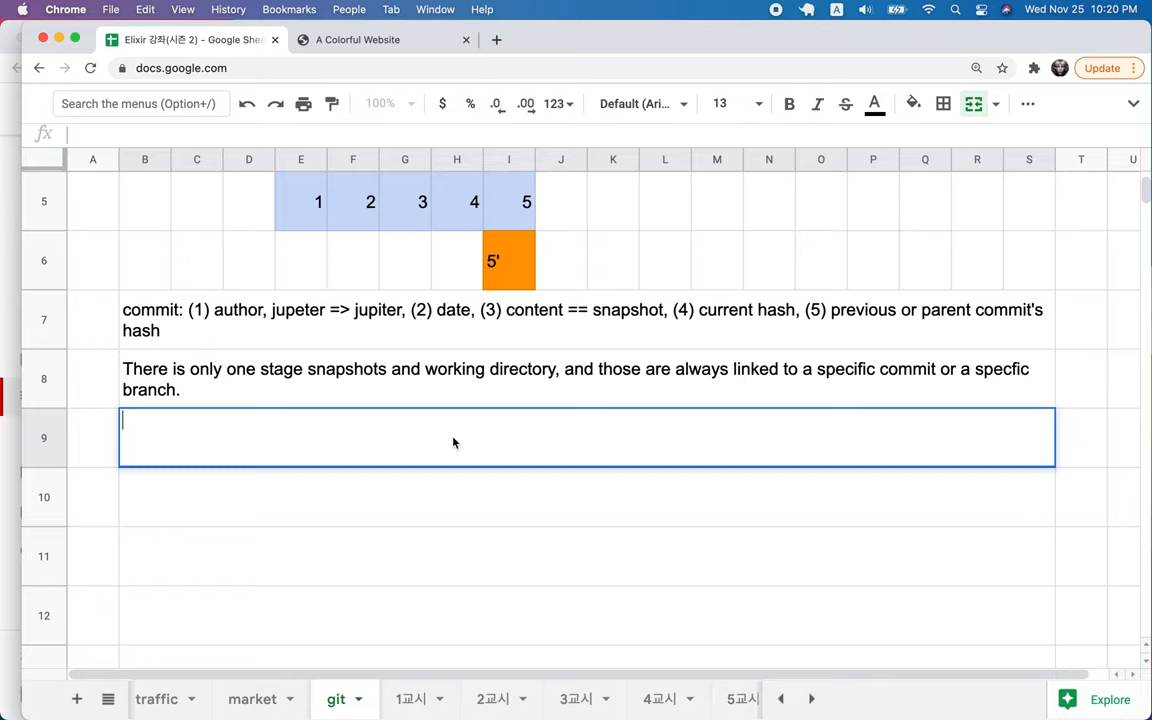 Chrome File Edit View History Bookmarks People Tab Window Help A Wed Nov 25 10:20 PM
Elixir 강좌(시즌 2) - Google Shee A Colorful Website
docs.google.com Update
Search the menus (Option+/) 100% $ % .0 .00 123 Default (Ari... 13 B I S A
fx
A B C D E F G H I J K L M N O P Q R S T U
5 1 2 3 4 5
6 5'
7 commit: (1) author, jupeter => jupiter, (2) date, (3) content == snapshot, (4) current hash, (5) previous or parent commit's
hash
8 There is only one stage snapshots and working directory, and those are always linked to a specific commit or a specfic
branch.
9
10
11
12
traffic market git 1교시 2교시 3교시 4교시 5교시 Explore